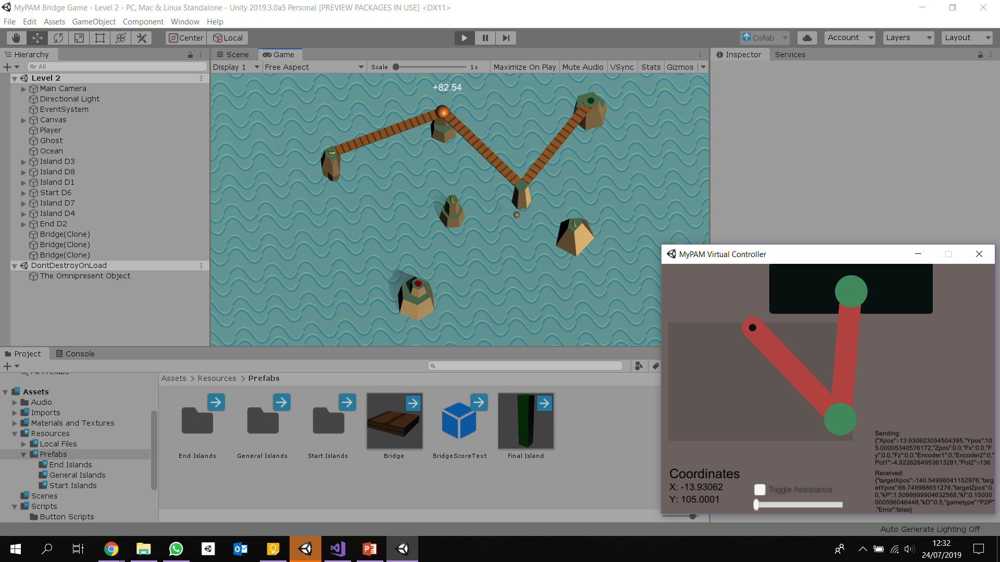 MyPAM Bridge Game - Level 2 - PC, Mac & Linux Standalone - Unity 2019.3.0a5 Personal [PREVIEW PACKAGES IN USE] <DX11>
File Edit Assets GameObject Component Window Help
Center Local Collab Account Layers Layout
Hierarchy
All
Level 2
Main Camera
Directional Light
EventSystem
Canvas
Player
Ghost
Ocean
Island D3
Island D8
Island D1
Start D6
Island D7
Island D4
End D2
Bridge(Clone)
Bridge(Clone)
Bridge(Clone)
DontDestroyOnLoad
The Omnipresent Object
Scene Game
Display 1 Free Aspect Scale 1x Maximize On Play Mute Audio VSync Stats Gizmos
+82.54
Inspector Services
Project Console
All Prefabs
Assets
Audio
Imports
Materials and Textures
Resources
Local Files
Prefabs
End Islands
General Islands
Start Islands
Scenes
Scripts
Button Scripts
Assets > Resources > Prefabs
End Islands General Islands Start Islands Bridge BridgeScoreText Final Island
MyPAM Virtual Controller
Sending:
{"Xpos":-13.930623054504395,"Ypos":10
5.00005340576172,"Zpos":0.0,"Fx":0.0,"F
y":0.0,"Fz":0.0,"Encoder1":0,"Encoder2":0,"
Pot1":-4.9226264953613281,"Pot2":-136
Received:
{"targetXpos":-140.54998041152976,"targ
etYpos":66.749988651276,"targetZpos":0.
0,"kP":1.5099999904632568,"kI":0.15000
000596046448,"kD":0.5,"gametype":"P2P"
,"Error":false}
Coordinates
X: -13.93062
Y: 105.0001
Toggle Assistance
Auto Generate Lighting Off
12:32
24/07/2019